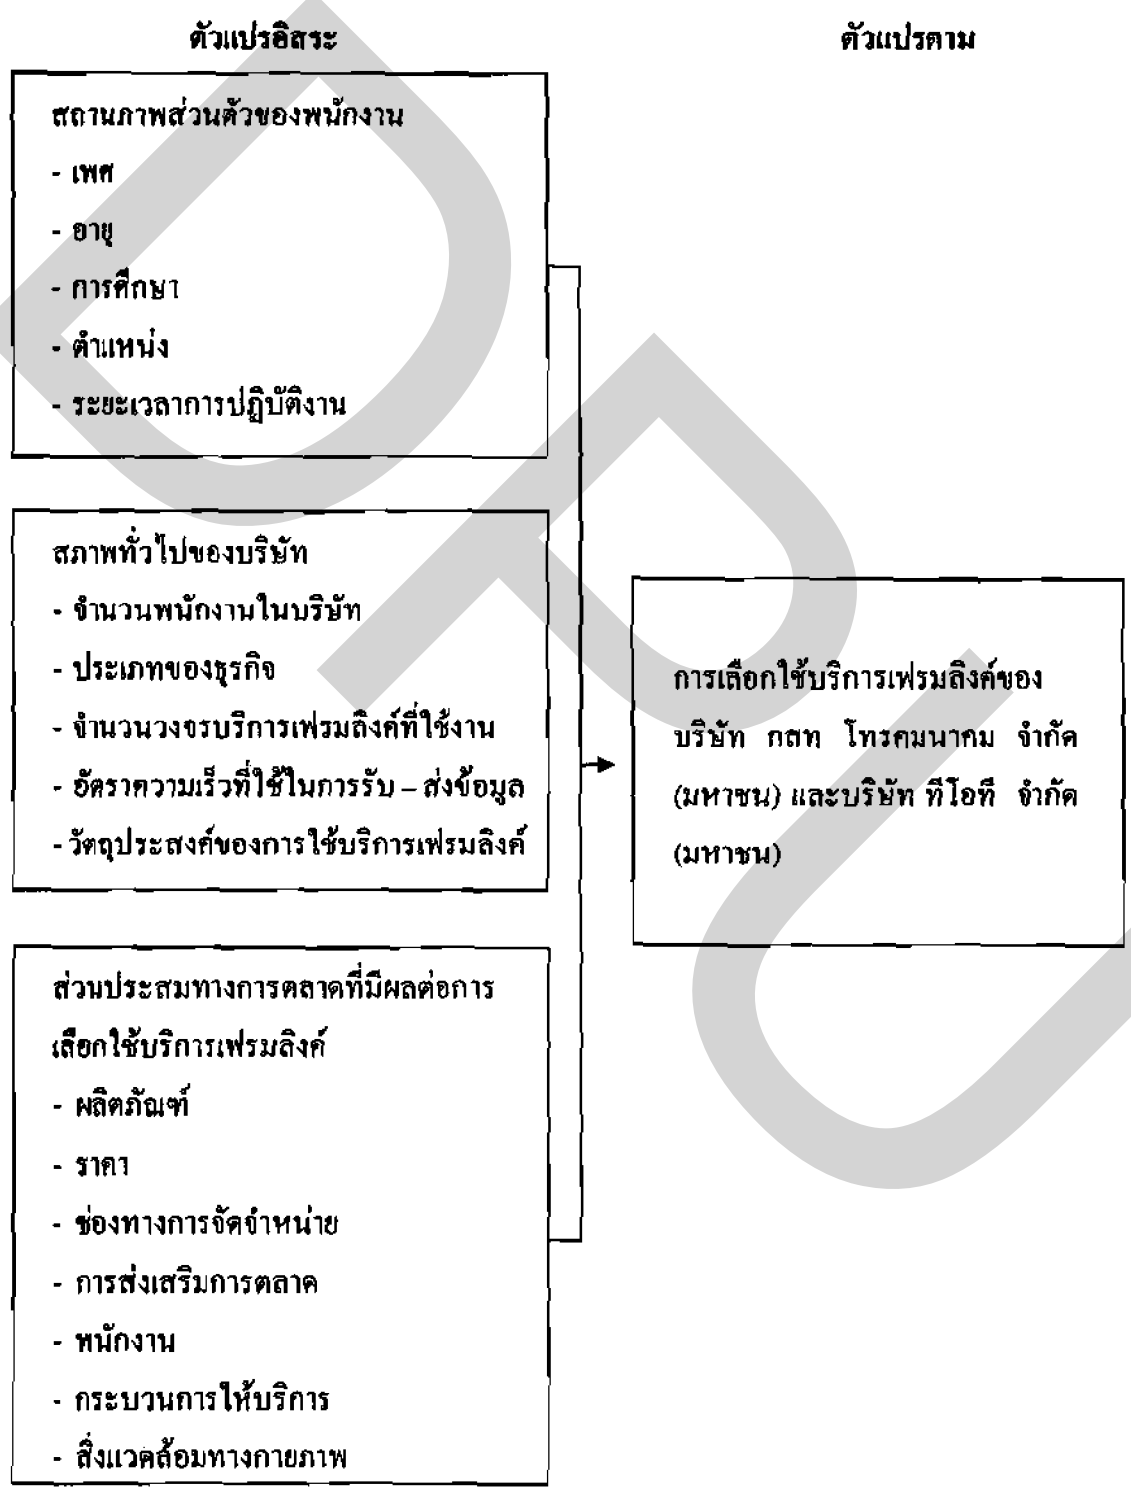 ตัวแปรอิสระ
ตัวแปรตาม
สถานภาพส่วนตัวของพนักงาน
- เพศ
- อายุ
- การศึกษา
- ตำแหน่ง
- ระยะเวลาการปฏิบัติงาน
สภาพทั่วไปของบริษัท
- จำนวนพนักงานในบริษัท
- ประเภทของธุรกิจ
- จำนวนวงจรบริการเฟรมลิงค์ที่ใช้งาน
- อัตราความเร็วที่ใช้ในการรับ – ส่งข้อมูล
- วัตถุประสงค์ของการใช้บริการเฟรมลิงค์
การเลือกใช้บริการเฟรมลิงค์ของ
บริษัท กสท โทรคมนาคม จำกัด
(มหาชน) และบริษัท ทีโอที จำกัด
(มหาชน)
ส่วนประสมทางการตลาดที่มีผลต่อการ
เลือกใช้บริการเฟรมลิงค์
- ผลิตภัณฑ์
- ราคา
- ช่องทางการจัดจำหน่าย
- การส่งเสริมการตลาด
- พนักงาน
- กระบวนการให้บริการ
- สิ่งแวดล้อมทางกายภาพ
DPU